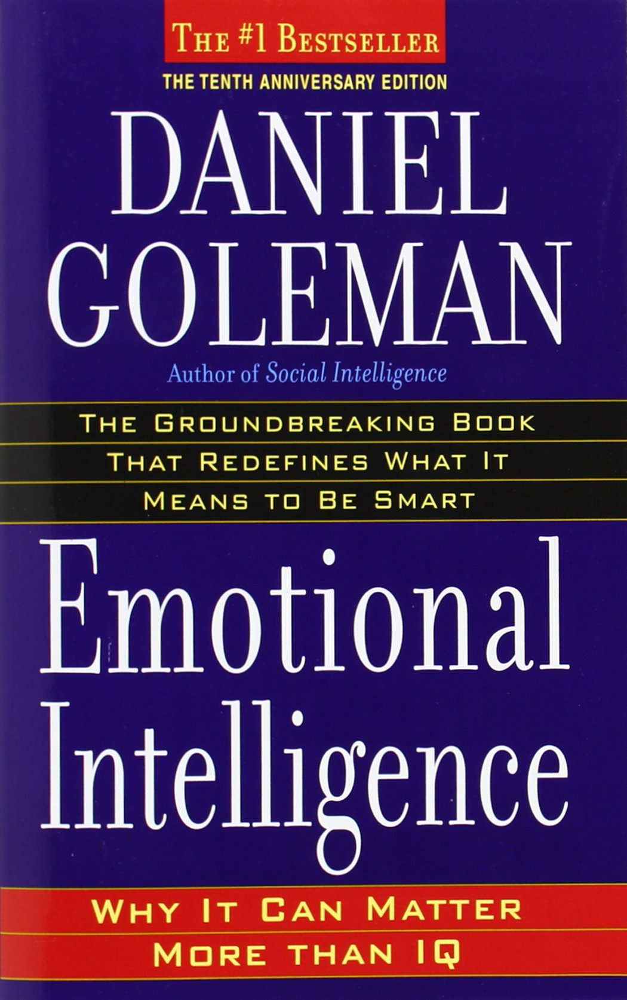 THE #1 BESTSELLER
THE TENTH ANNIVERSARY EDITION
DANIEL
GOLEMAN
Author of Social Intelligence
THE GROUNDBREAKING BOOK
THAT REDEFINES WHAT IT
MEANS TO BE SMART
Emotional
Intelligence
WHY IT CAN MATTER
MORE THAN IQ